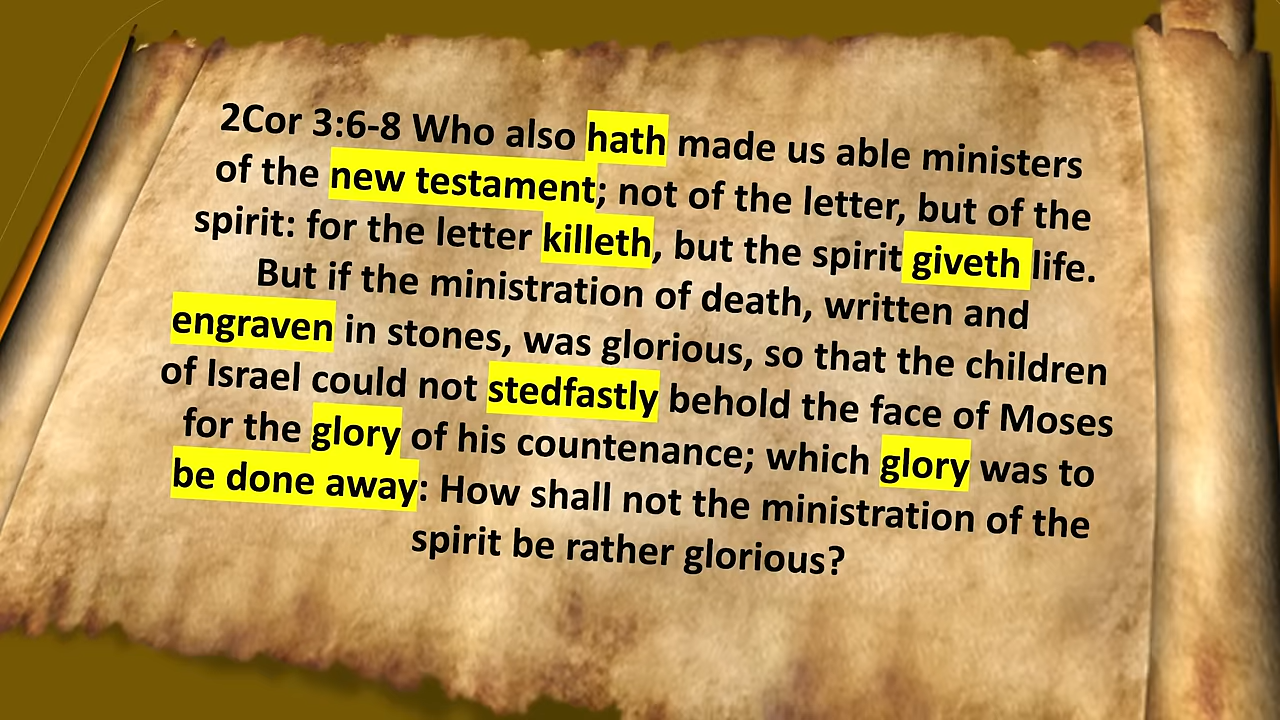 2Cor 3:6-8 Who also hath made us able ministers
of the new testament; not of the letter, but of the
spirit: for the letter killeth, but the spirit giveth life.
But if the ministration of death, written and
engraven in stones, was glorious, so that the children
of Israel could not stedfastly behold the face of Moses
for the glory of his countenance; which glory was to
be done away: How shall not the ministration of the
spirit be rather glorious?